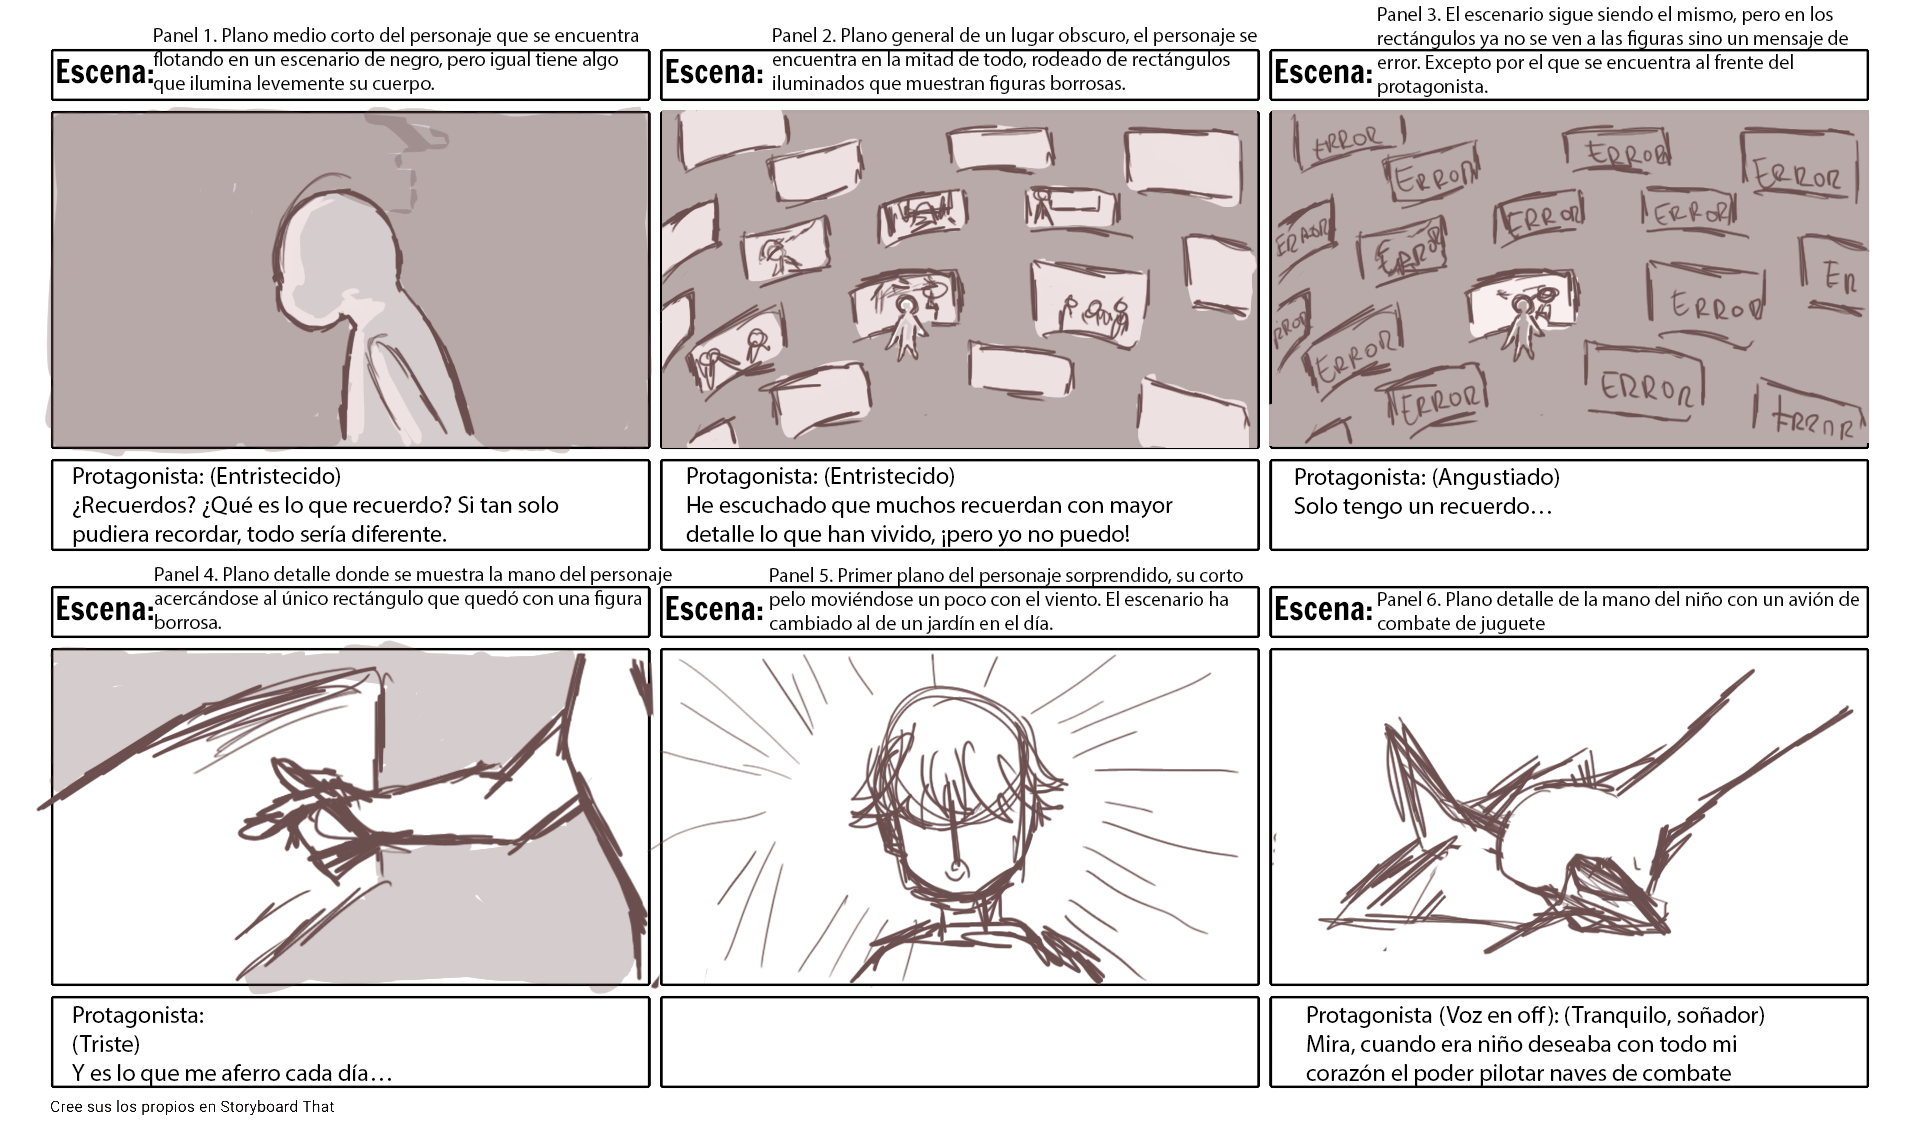 Panel 1. Plano medio corto del personaje que se encuentra
flotando en un escenario de negro, pero igual tiene algo
que ilumina levemente su cuerpo.
Escena:
Panel 2. Plano general de un lugar obscuro, el personaje se
encuentra en la mitad de todo, rodeado de rectángulos
iluminados que muestran figuras borrosas.
Escena:
Panel 3. El escenario sigue siendo el mismo, pero en los
rectángulos ya no se ven a las figuras sino un mensaje de
error. Excepto por el que se encuentra al frente del
protagonista.
Escena:
ERROR
ERROR
ERROR
ERROR
ERROR
ERROR
ERROR
ERROR
ERROR
Er
ERROR
ERROR
ERROR
ERROR
ERROR
ERROR
Protagonista: (Entristecido)
¿Recuerdos? ¿Qué es lo que recuerdo? Si tan solo
pudiera recordar, todo sería diferente.
Protagonista: (Entristecido)
He escuchado que muchos recuerdan con mayor
detalle lo que han vivido, ¡pero yo no puedo!
Protagonista: (Angustiado)
Solo tengo un recuerdo…
Panel 4. Plano detalle donde se muestra la mano del personaje
acercándose al único rectángulo que quedó con una figura
borrosa.
Escena:
Panel 5. Primer plano del personaje sorprendido, su corto
pelo moviéndose un poco con el viento. El escenario ha
cambiado al de un jardín en el día.
Escena:
Panel 6. Plano detalle de la mano del niño con un avión de
combate de juguete
Escena:
Protagonista:
(Triste)
Y es lo que me aferro cada día…
Protagonista (Voz en off): (Tranquilo, soñador)
Mira, cuando era niño deseaba con todo mi
corazón el poder pilotar naves de combate
Cree sus los propios en Storyboard That